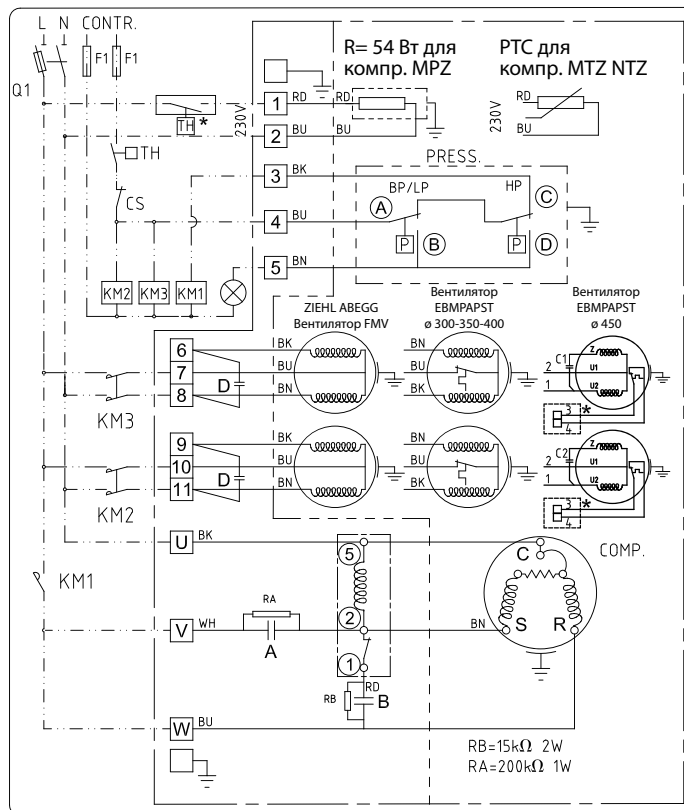 L N CONTR.
F1 F1
Q1
R= 54 Вт для
компр. MPZ
PTC для
компр. MTZ NTZ
230V
1 RD RD
TH *
2 BU BU
230V RD
BU
TH
PRESS.
3 BK
BP/LP HP
A C
CS
4 BU
P B P D
5 BN
KM2 KM3 KM1
ZIEHL ABEGG
Вентилятор FMV
Вентилятор
EBMPAPST
ø 300-350-400
Вентилятор
EBMPAPST
ø 450
6 BK BN
7 BU BU
8 BN BK
D
KM3
C1 Z
2 U1
1 U2
3 *
4
9 BK BN
10 BU BU
11 BN BK
D
KM2
C2 Z
2 U1
1 U2
3 *
4
U BK
5
C COMP.
KM1
RA
2
V WH
A
BN S R
1
RD
RB B
W BU
RB=15kΩ 2W
RA=200kΩ 1W